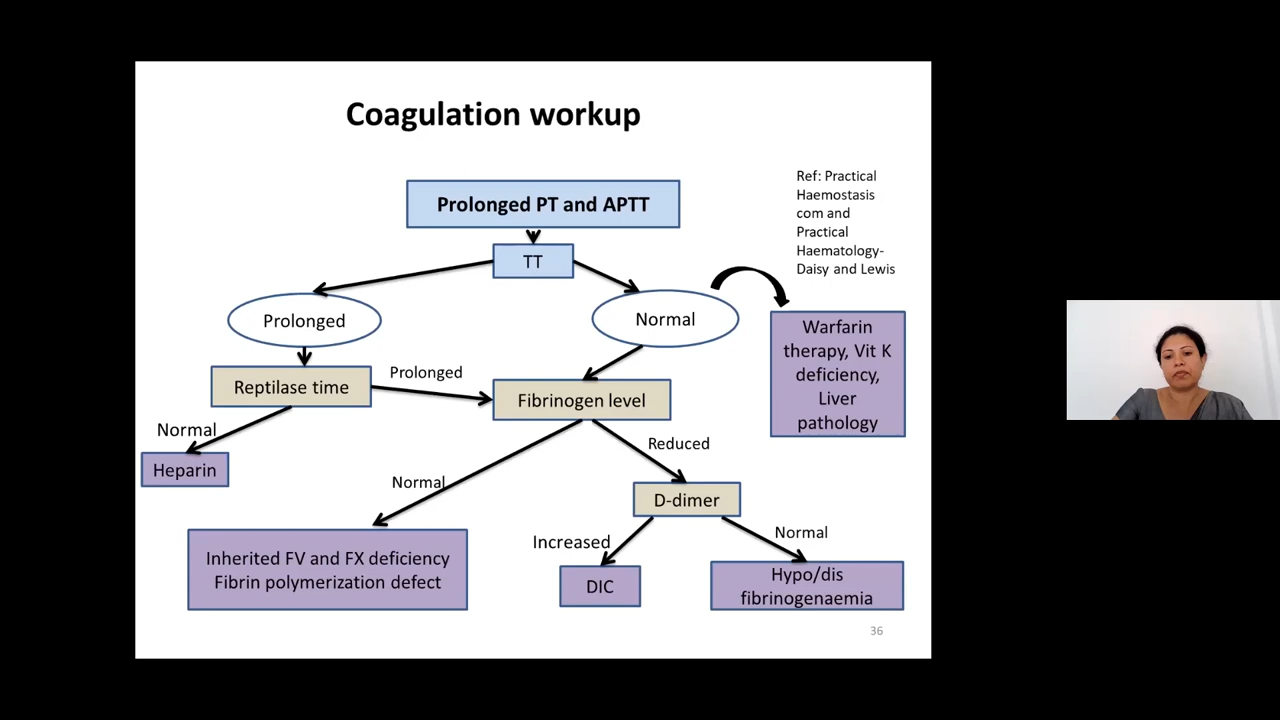 Coagulation workup
Ref: Practical
Haemostasis
com and
Practical
Haematology-
Daisy and Lewis
Prolonged PT and APTT
TT
Prolonged
Normal
Warfarin
therapy, Vit K
deficiency,
Liver
pathology
Reptilase time
Prolonged
Fibrinogen level
Normal
Heparin
Reduced
Normal
D-dimer
Increased
Normal
Inherited FV and FX deficiency
Fibrin polymerization defect
DIC
Hypo/dis
fibrinogenaemia
36